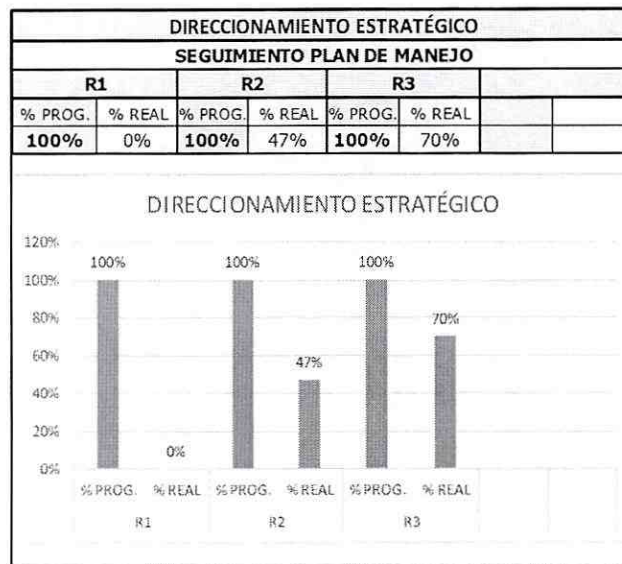 DIRECCIONAMIENTO ESTRATÉGICO
SEGUIMIENTO PLAN DE MANEJO
R1 R2 R3
% PROG. % REAL % PROG. % REAL % PROG. % REAL
100% 0% 100% 47% 100% 70%
DIRECCIONAMIENTO ESTRATÉGICO
120%
100% 100% 100%
100%
80%
70%
60%
47%
40%
20%
0%
0%
% PROG. % REAL % PROG. % REAL % PROG. % REAL
R1 R2 R3